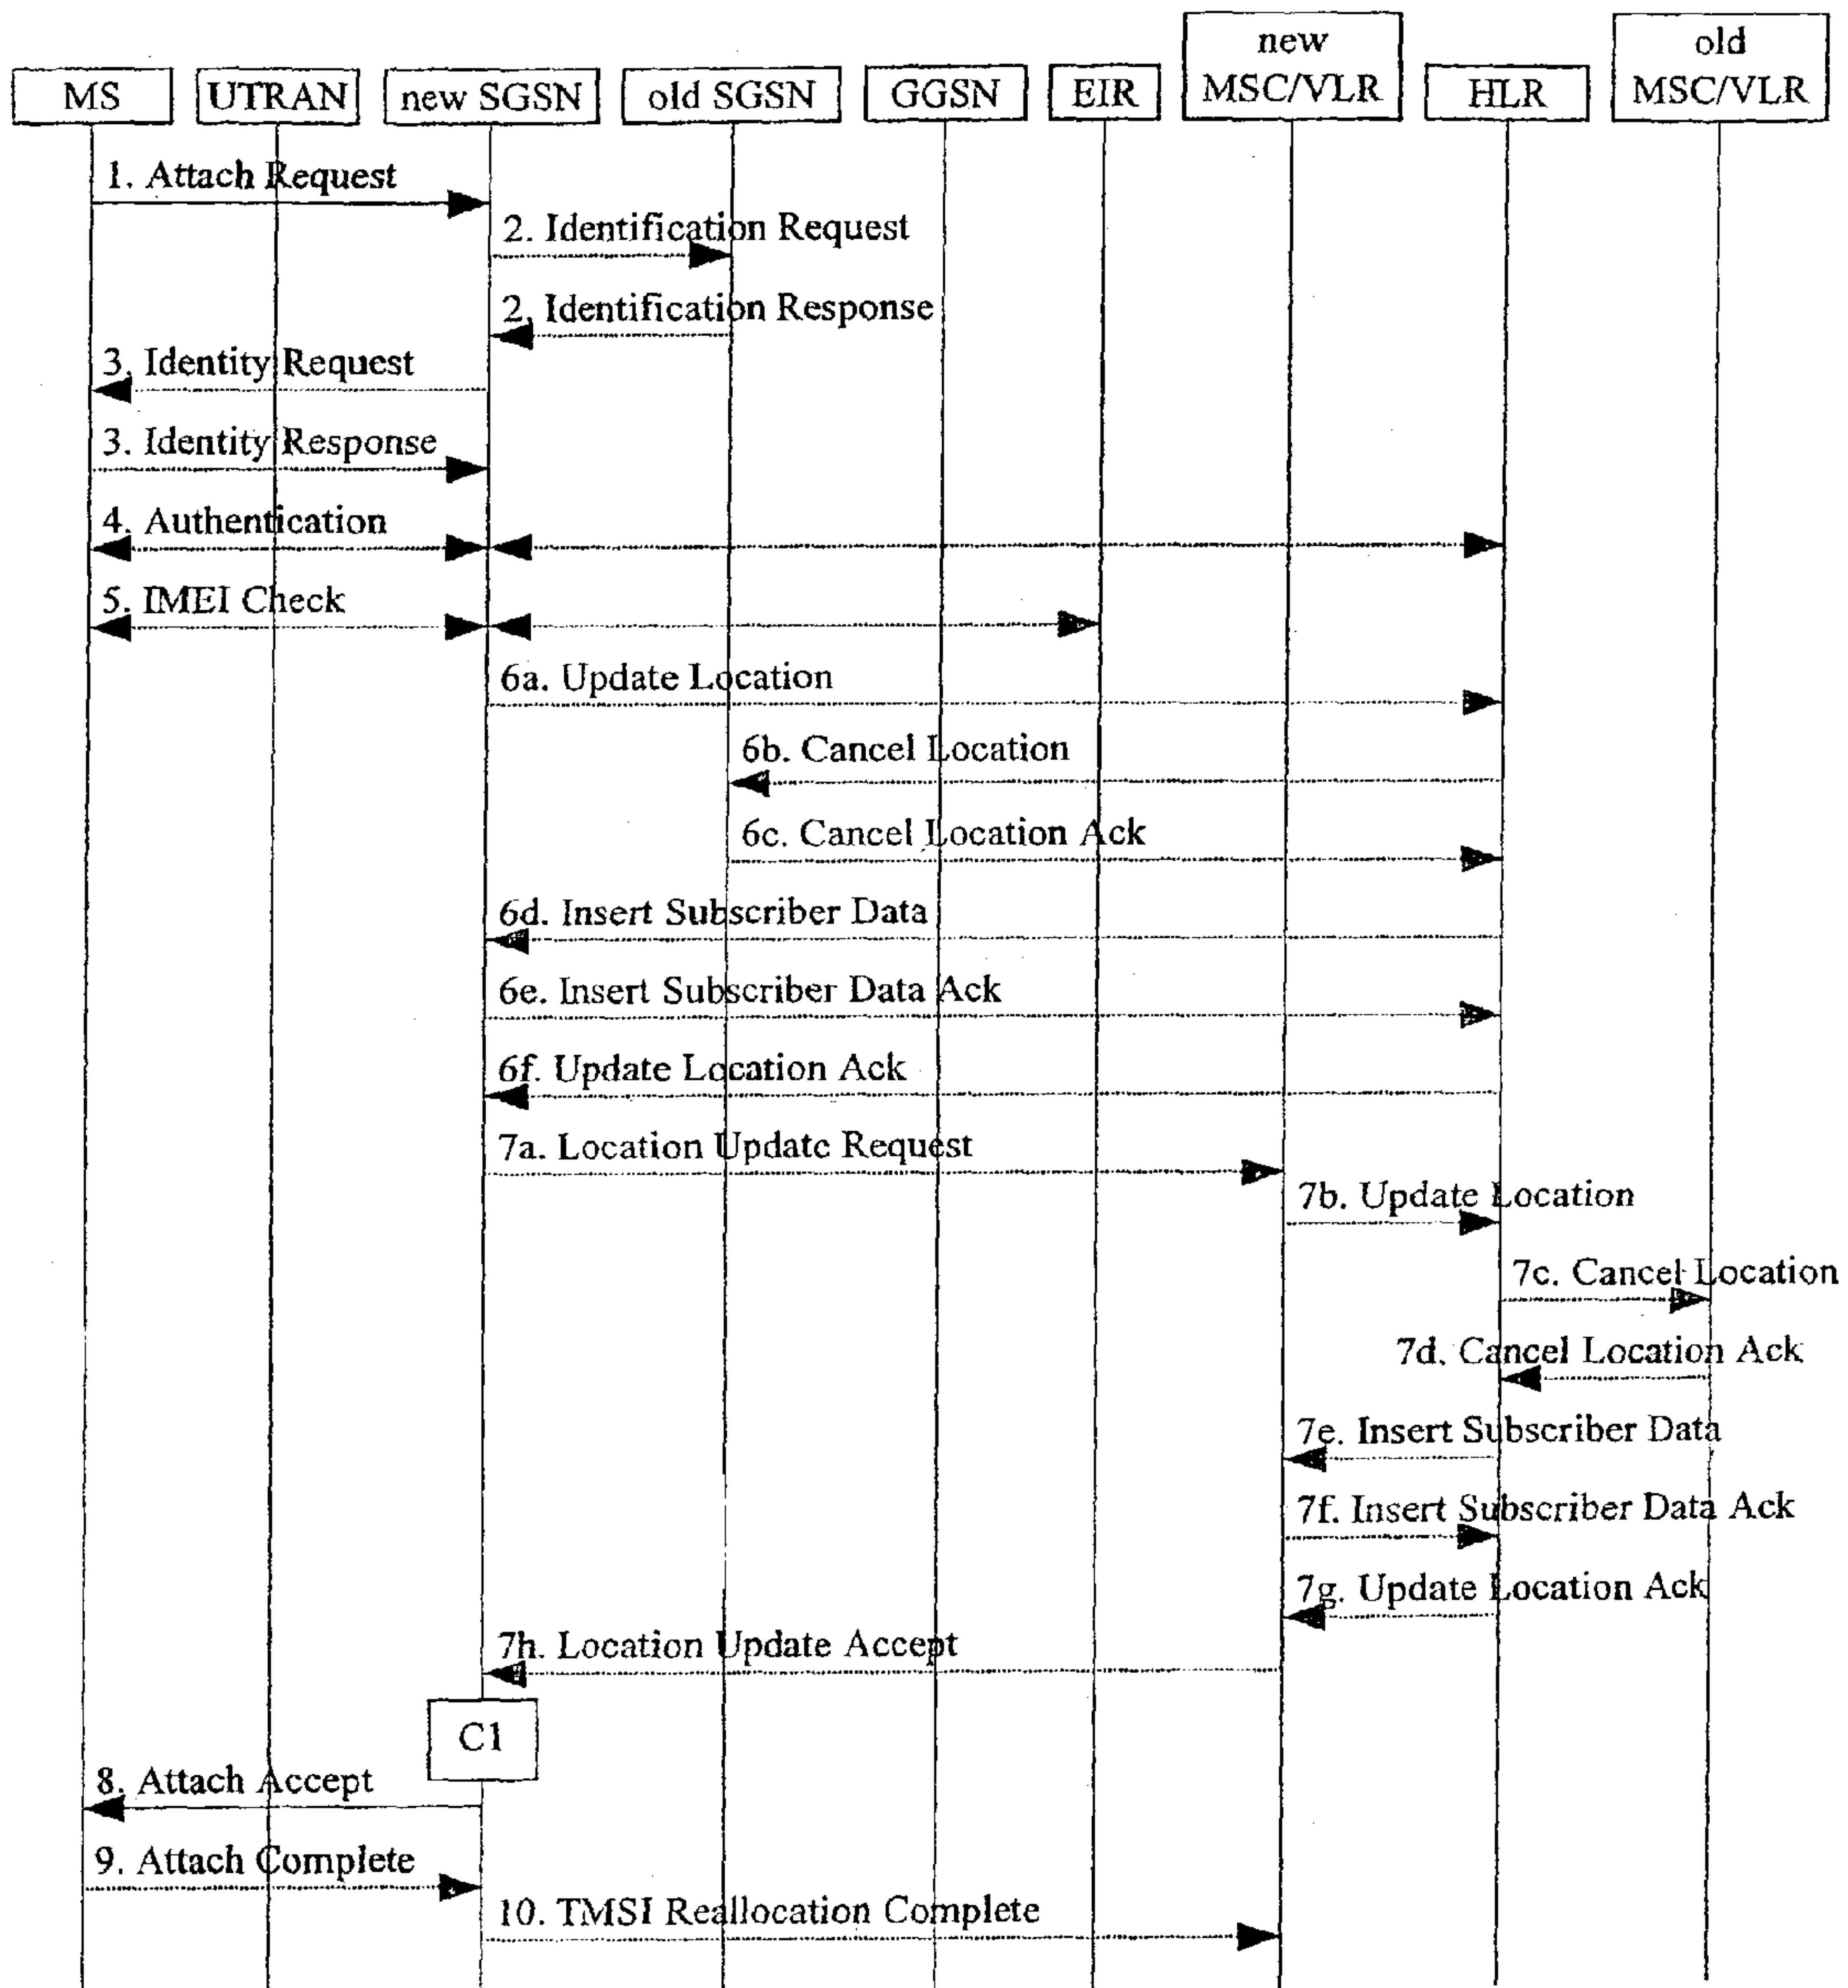 new
old
MS
UTRAN
new SGSN
old SGSN
GGSN
EIR
MSC/VLR
HLR
MSC/VLR
1. Attach Request
2. Identification Request
2. Identification Response
3. Identity Request
3. Identity Response
4. Authentication
5. IMEI Check
6a. Update Location
6b. Cancel Location
6c. Cancel Location Ack
6d. Insert Subscriber Data
6e. Insert Subscriber Data Ack
6f. Update Location Ack
7a. Location Update Request
7b. Update Location
7c. Cancel Location
7d. Cancel Location Ack
7e. Insert Subscriber Data
7f. Insert Subscriber Data Ack
7g. Update Location Ack
7h. Location Update Accept
C1
8. Attach Accept
9. Attach Complete
10. TMSI Reallocation Complete